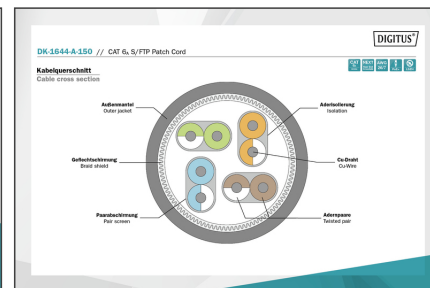 DIGITUS®
DK-1644-A-150 // CAT 6A S/FTP Patch Cord
Kabelquerschnitt
Cable cross section
Außenmantel
Outer jacket
Aderisolierung
Isolation
Geflechtschirmung
Braid shield
Cu-Draht
Cu-Wire
Paarabschirmung
Pair screen
Adernpaare
Twisted pair